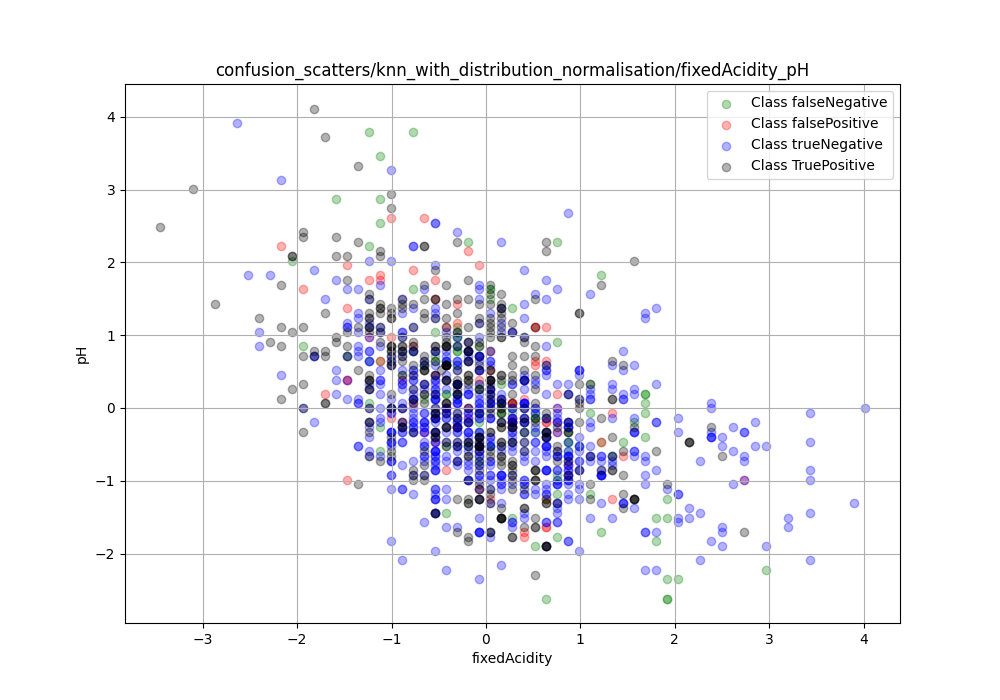 confusion_scatters/knn_with_distribution_normalisation/fixedAcidity_pH
Class falseNegative
Class falsePositive
Class trueNegative
Class TruePositive
4
3
2
1
0
−1
−2
pH
−3
−2
−1
0
1
2
3
4
fixedAcidity